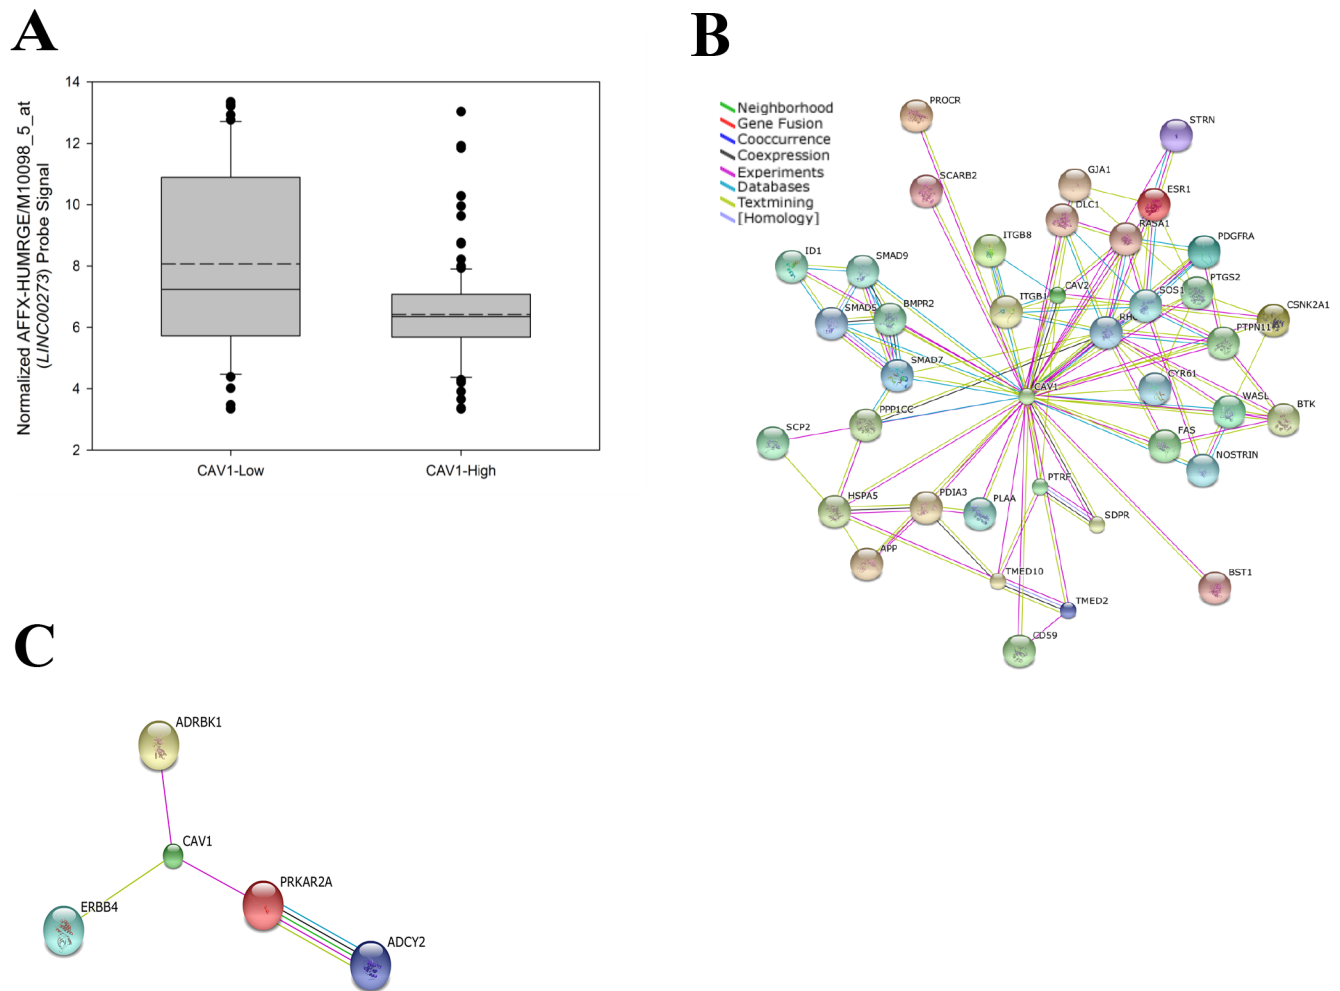 A
B
14
12
10
8
6
4
2
Normalized AFFX-HUMRGE/M10098_5_at
(LINC00273) Probe Signal
CAV1-Low
CAV1-High
Neighborhood
Gene Fusion
Cooccurrence
Coexpression
Experiments
Databases
Textmining
[Homology]
PROCR
STRN
SCARB2
GJA1
ESR1
DLC1
RASA1
ITGB8
PDGFRA
ID1
SMAD9
CAV2
SOS1
PTGS2
SMAD5
BMPR2
ITGB1
CSNK2A1
PTPN11
SMAD7
CYR61
CAV1
WASL
BTK
SCP2
PPP1CC
FAS
NOSTRIN
HSPA5
PDIA3
PLAA
PTRF
SDPR
APP
TMED10
BST1
TMED2
CD59
C
ADRBK1
CAV1
PRKAR2A
ERBB4
ADCY2